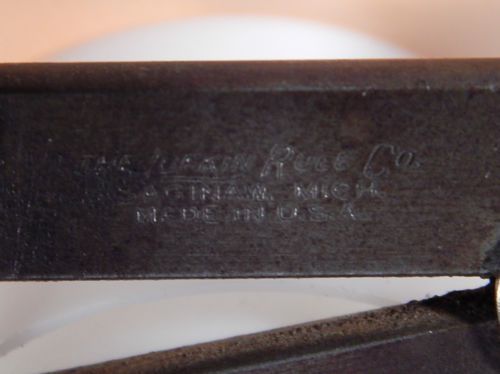 THE LUFKIN RULE CO.
SAGINAW, MICH.
MADE IN U.S.A.